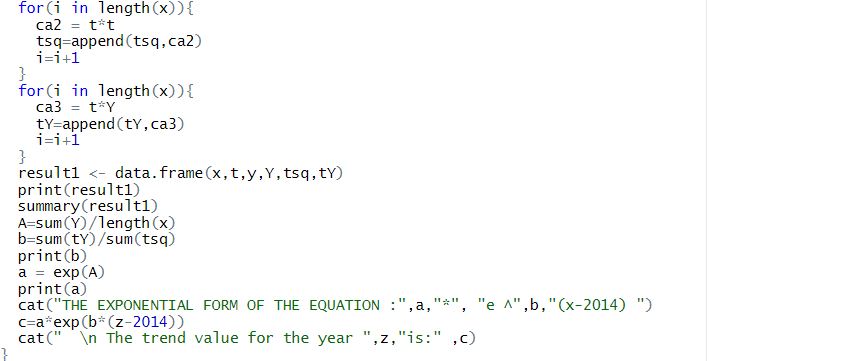 for(i in length(x)){
ca2 = t*t
tsq=append(tsq,ca2)
i=i+1
}
for(i in length(x)){
ca3 = t*Y
tY=append(tY,ca3)
i=i+1
}
result1 <- data.frame(x,t,y,Y,tsq,tY)
print(result1)
summary(result1)
A=sum(Y)/length(x)
b=sum(tY)/sum(tsq)
print(b)
a = exp(A)
print(a)
cat("THE EXPONENTIAL FORM OF THE EQUATION :",a,"*", "e ^",b,"(x-2014) ")
c=a*exp(b*(z-2014))
cat("  \n The trend value for the year ",z,"is:" ,c)
}